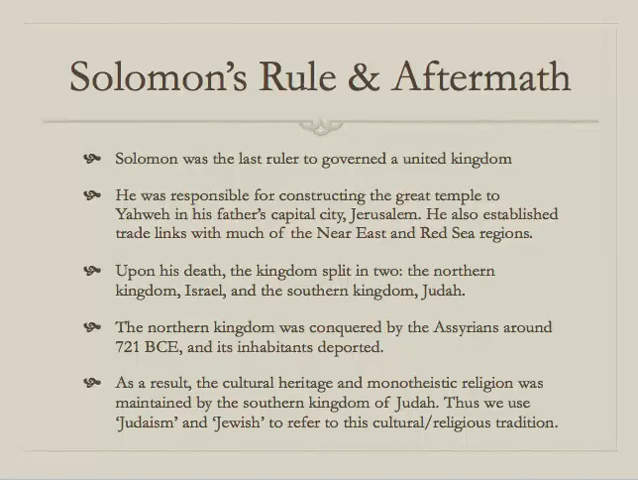 Solomon’s Rule & Aftermath
Solomon was the last ruler to governed a united kingdom
He was responsible for constructing the great temple to
Yahweh in his father’s capital city, Jerusalem. He also established
trade links with much of the Near East and Red Sea regions.
Upon his death, the kingdom split in two: the northern
kingdom, Israel, and the southern kingdom, Judah.
The northern kingdom was conquered by the Assyrians around
721 BCE, and its inhabitants deported.
As a result, the cultural heritage and monotheistic religion was
maintained by the southern kingdom of Judah. Thus we use
‘Judaism’ and ‘Jewish’ to refer to this cultural/religious tradition.